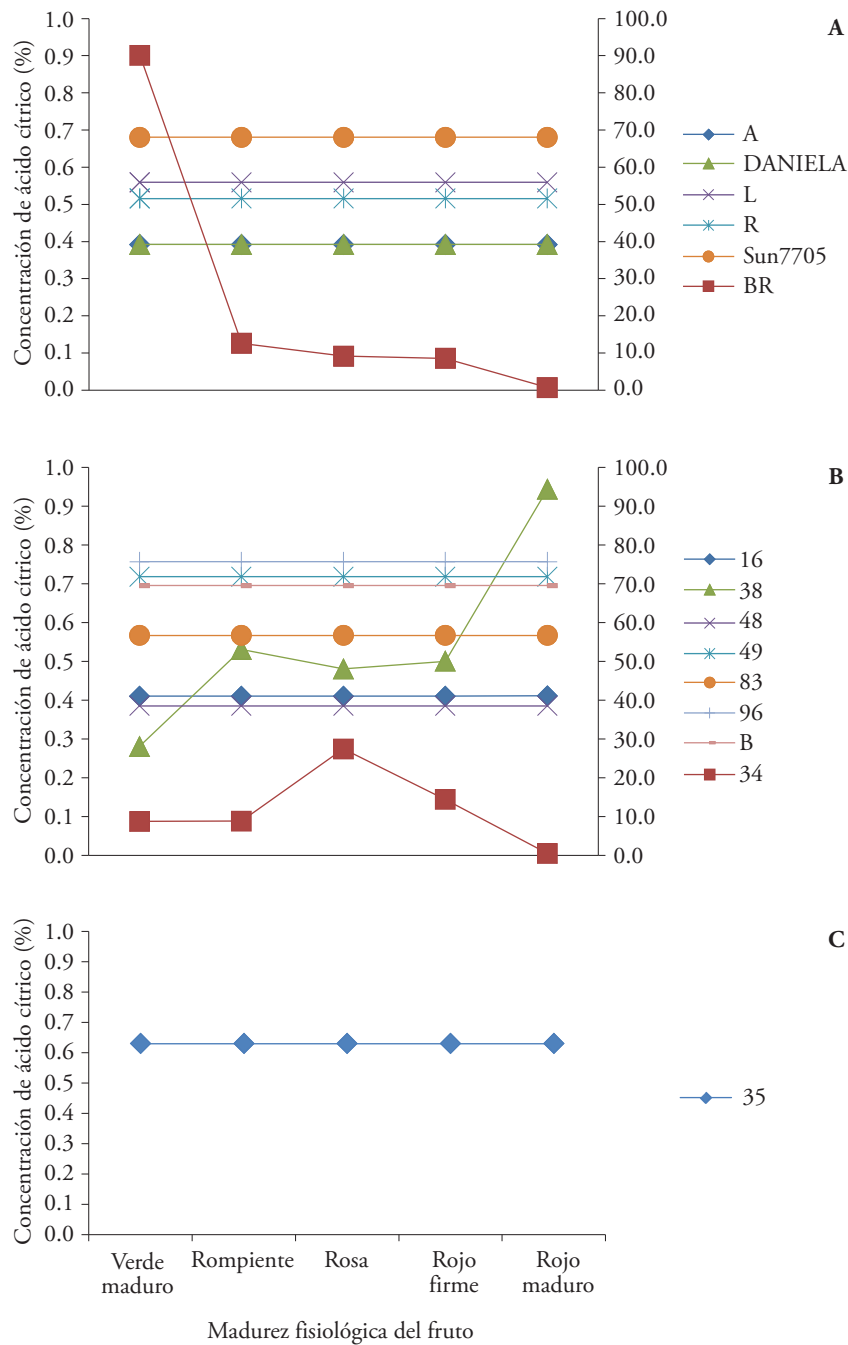 A
Concentración de ácido cítrico (%)
1.0
0.9
0.8
0.7
0.6
0.5
0.4
0.3
0.2
0.1
0.0
100.0
90.0
80.0
70.0
60.0
50.0
40.0
30.0
20.0
10.0
0.0
A
DANIELA
L
R
Sun7705
BR
B
Concentración de ácido cítrico (%)
1.0
0.9
0.8
0.7
0.6
0.5
0.4
0.3
0.2
0.1
0.0
100.0
90.0
80.0
70.0
60.0
50.0
40.0
30.0
20.0
10.0
0.0
16
38
48
49
83
96
B
34
C
Concentración de ácido cítrico (%)
1.0
0.9
0.8
0.7
0.6
0.5
0.4
0.3
0.2
0.1
0.0
35
Verde
maduro
Rompiente
Rosa
Rojo
firme
Rojo
maduro
Madurez fisiológica del fruto